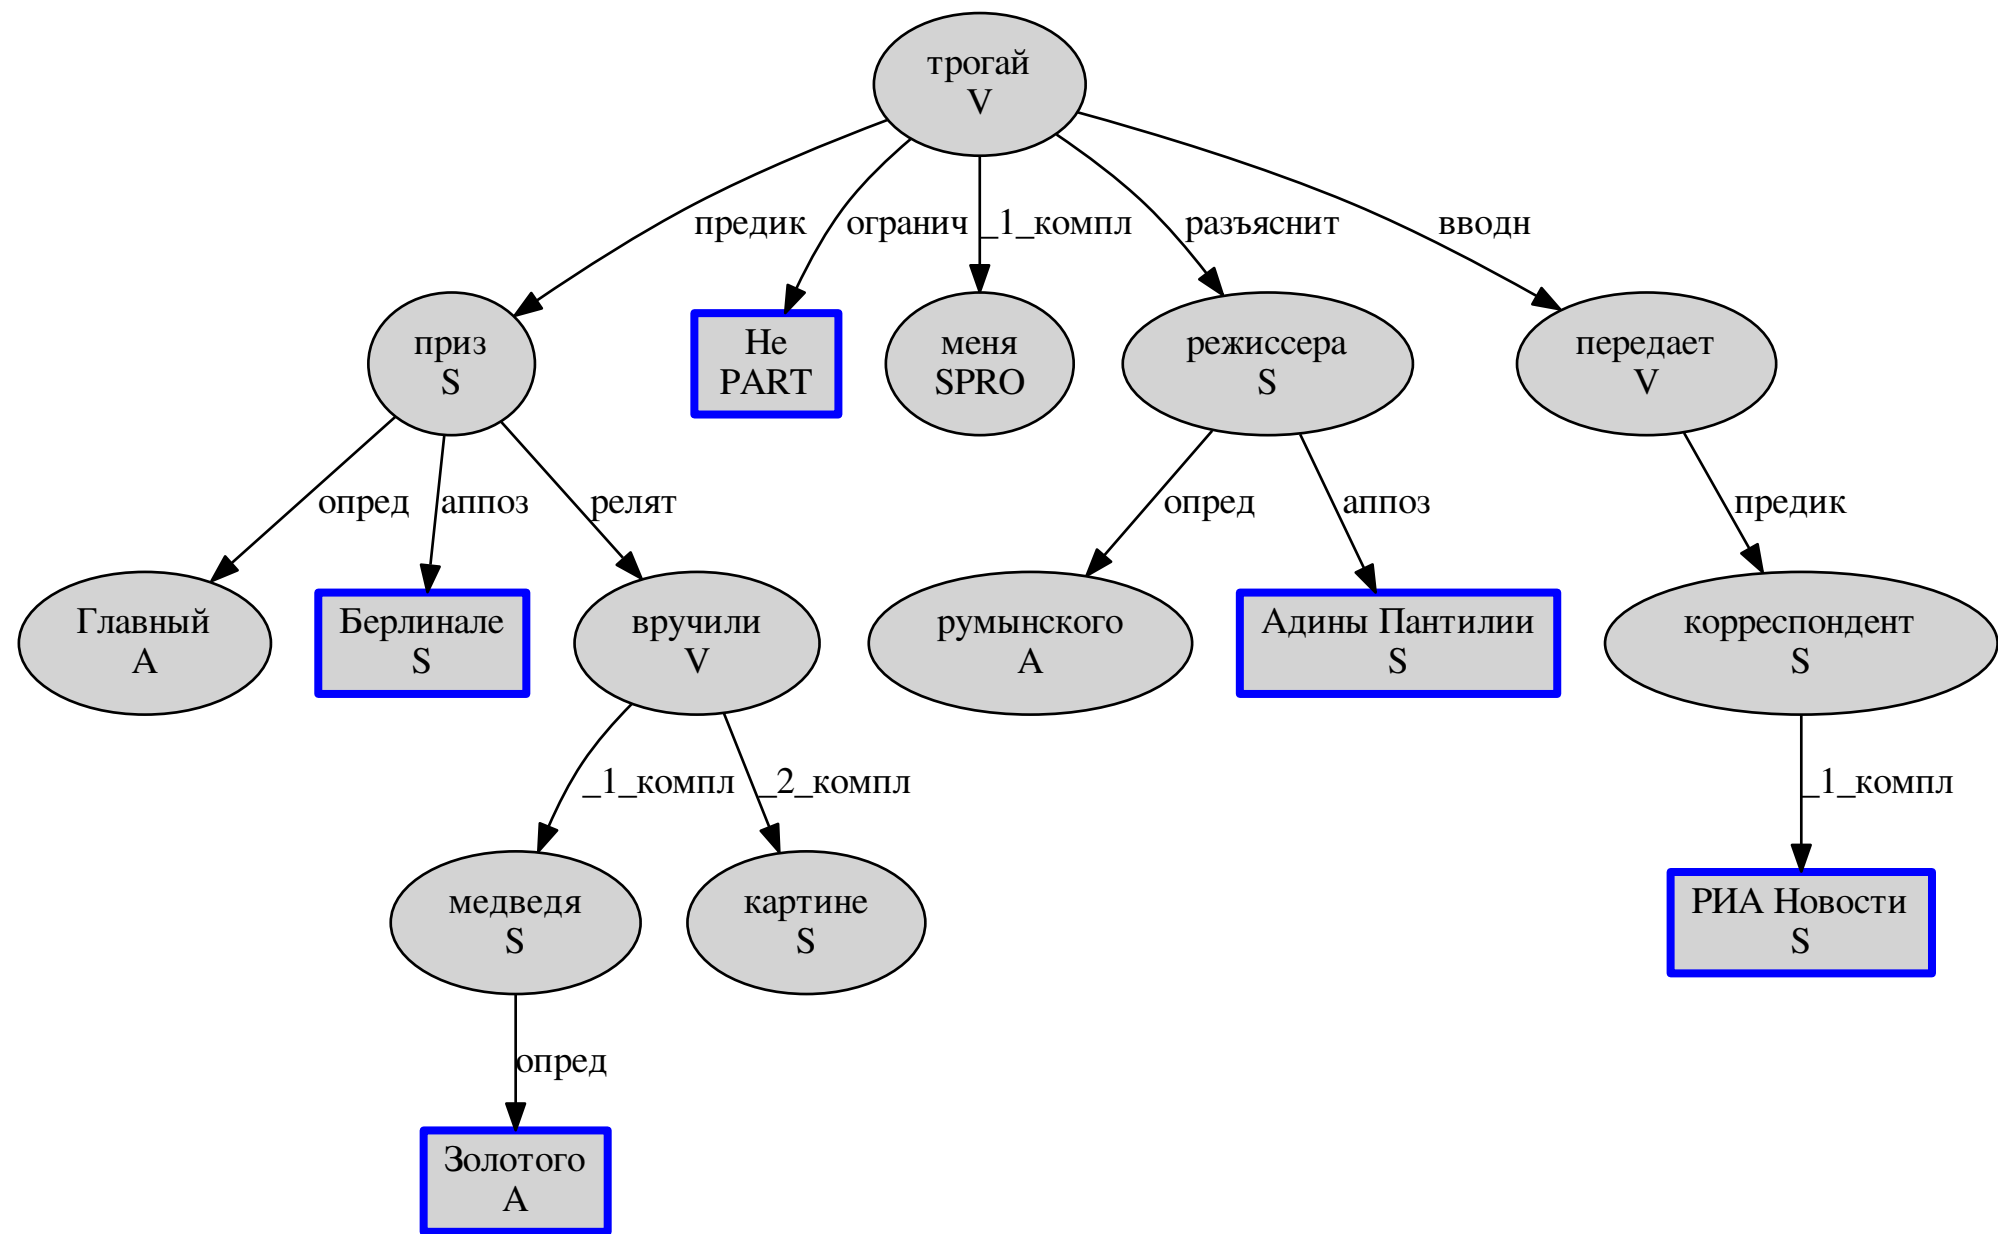 трогай
V
предик
огранич
_1_компл
разъяснит
вводн
приз
S
Не
PART
меня
SPRO
режиссера
S
передает
V
опред
аппоз
релят
опред
аппоз
предик
Главный
A
Берлинале
S
вручили
V
румынского
A
Адины Пантилии
S
корреспондент
S
_1_компл
_2_компл
_1_компл
медведя
S
картине
S
РИА Новости
S
опред
Золотого
A